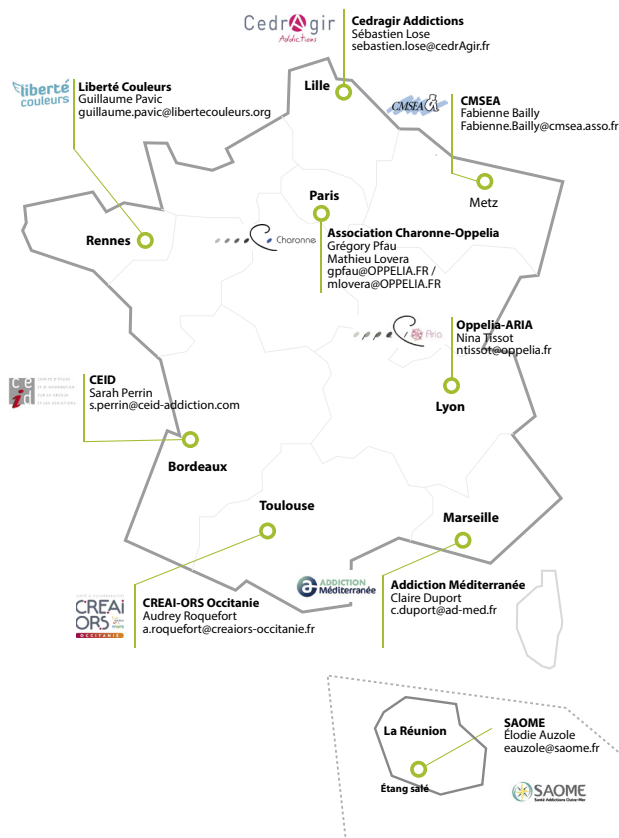 CedrAgir
Addictions
Cedragir Addictions
Sébastien Lose
sebastien.lose@cedrAgir.fr
Lille
liberté
couleurs
Liberté Couleurs
Guillaume Pavic
guillaume.pavic@libertecouleurs.org
CMSEA
CMSEA
Fabienne Bailly
Fabienne.Bailly@cmsea.asso.fr
Metz
Paris
Rennes
Charonne
Association Charonne-Oppelia
Grégory Pfau
Mathieu Lovera
gpfau@OPPELIA.FR /
mlovera@OPPELIA.FR
Aria
Oppelia-ARIA
Nina Tissot
ntissot@oppelia.fr
Lyon
ceid
CEID
Sarah Perrin
s.perrin@ceid-addiction.com
Bordeaux
Toulouse
Marseille
ADDICTION
Méditerranée
Addiction Méditerranée
Claire Duport
c.duport@ad-med.fr
CREAi
ORS
OCCITANIE
CREAI-ORS Occitanie
Audrey Roquefort
a.roquefort@creaiors-occitanie.fr
La Réunion
SAOME
Élodie Auzole
eauzole@saome.fr
Étang salé
SAOME
Santé Addictions Outre-Mer